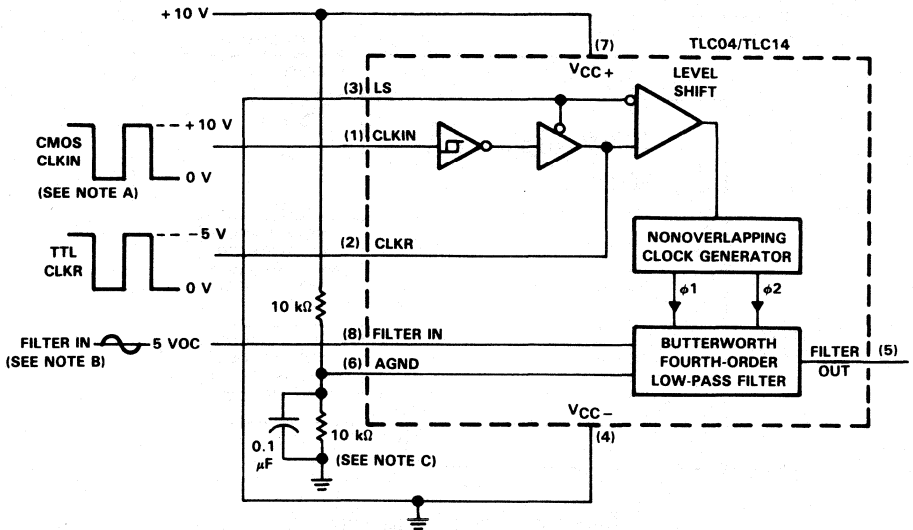 +10 V
(7)
TLC04/TLC14
VCC+
LEVEL
SHIFT
(3) LS
CMOS
CLKIN
+10 V
0 V
(SEE NOTE A)
(1) CLKIN
TTL
CLKR
-5 V
0 V
(2) CLKR
NONOVERLAPPING
CLOCK GENERATOR
φ1
φ2
10 kΩ
FILTER IN
(SEE NOTE B)
5 VOC
(8) FILTER IN
(6) AGND
BUTTERWORTH
FOURTH-ORDER
LOW-PASS FILTER
FILTER
OUT
(5)
VCC-
(4)
0.1
μF
10 kΩ
(SEE NOTE C)